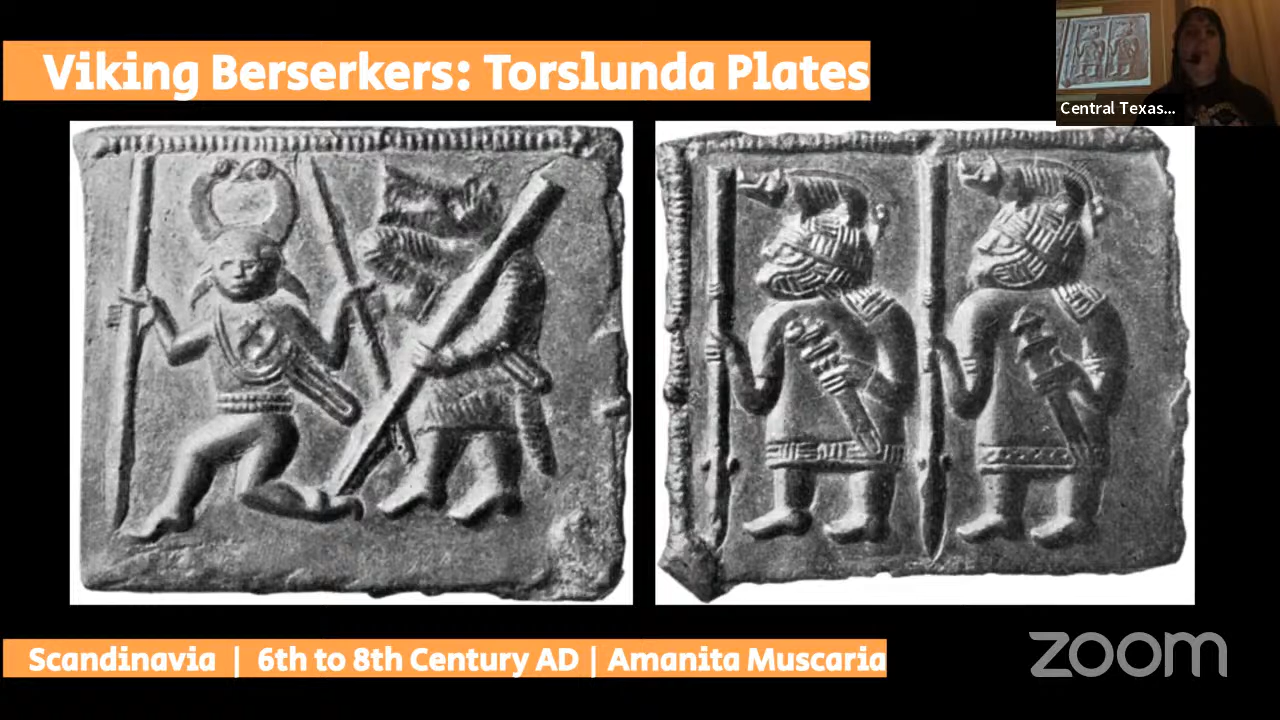 Viking Berserkers: Torslunda Plates
Central Texas...
Scandinavia | 6th to 8th Century AD | Amanita Muscaria
zoom